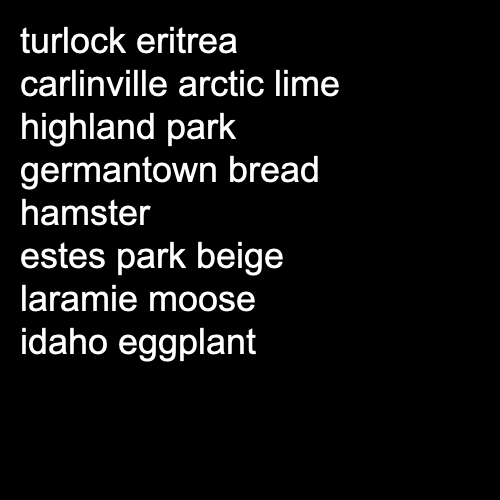 turlock eritrea
carlinville arctic lime
highland park
germantown bread
hamster
estes park beige
laramie moose
idaho eggplant